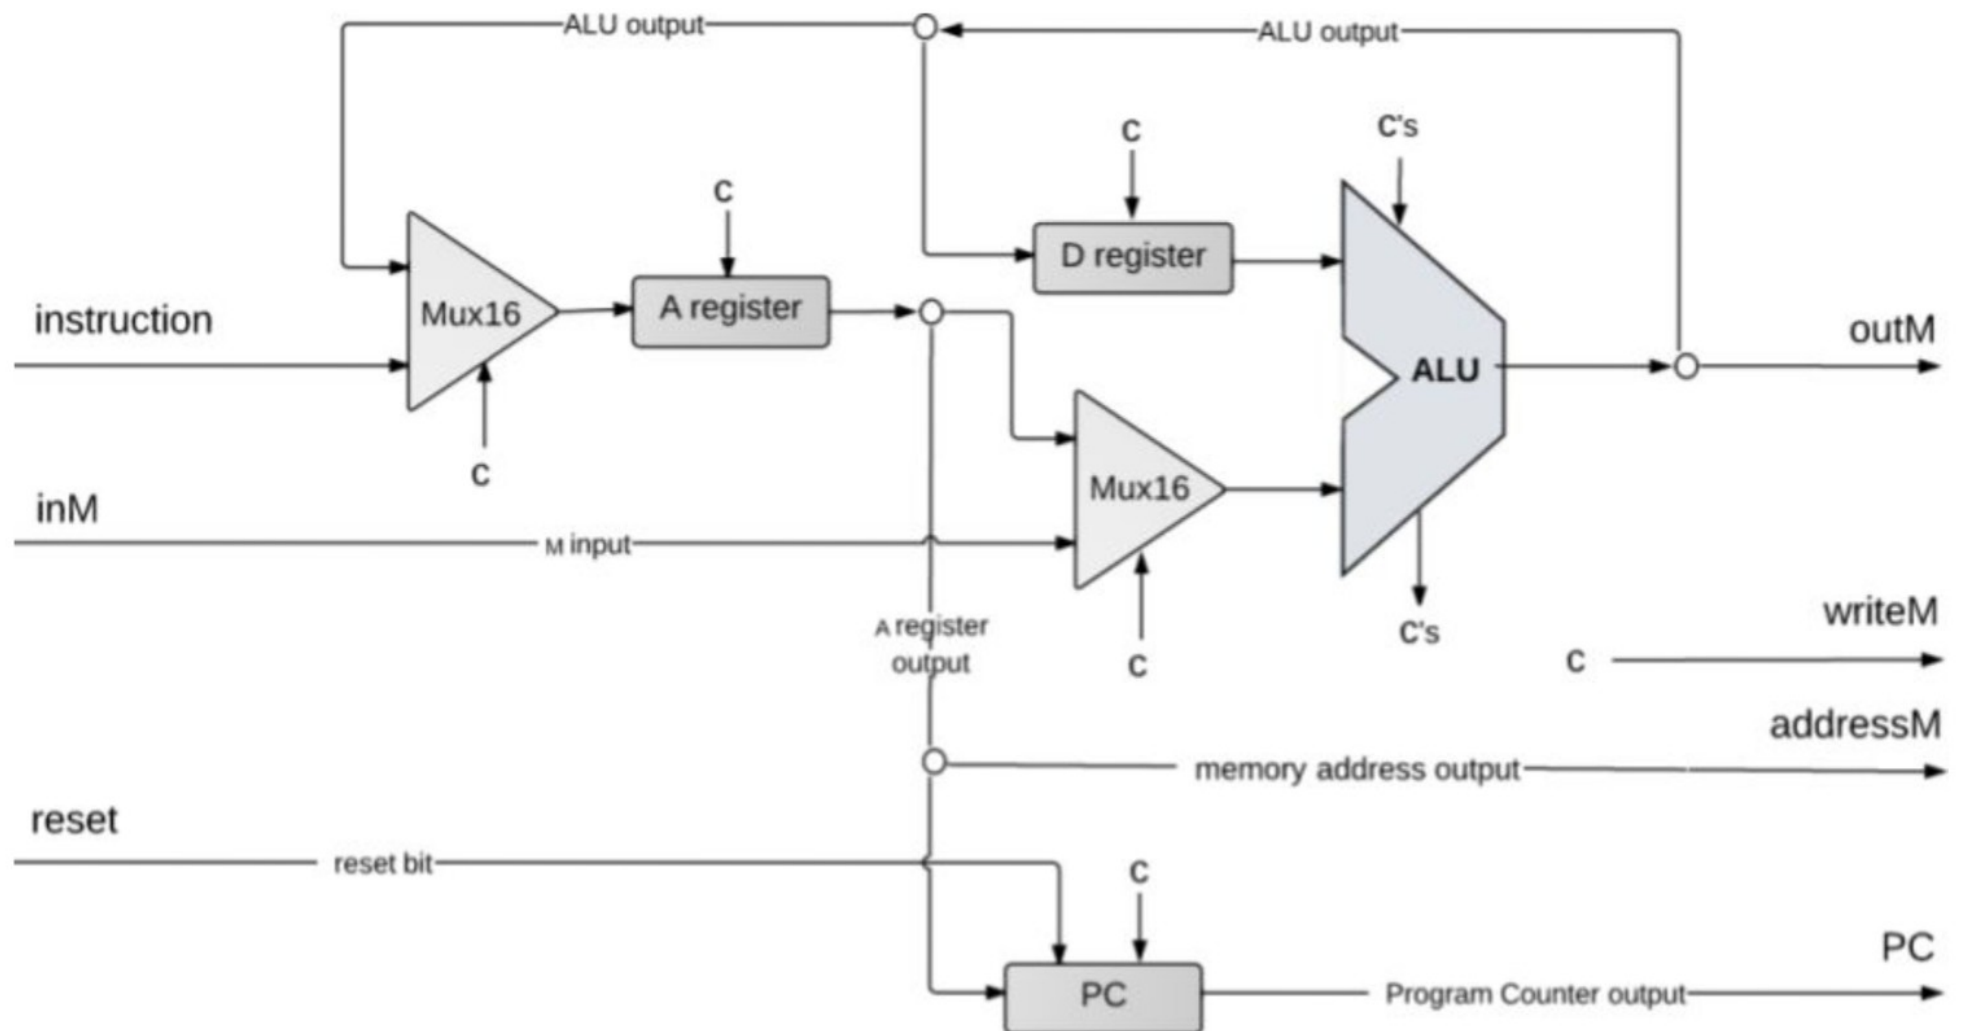 ALU output
ALU output
C
C's
C
D register
Mux16
A register
instruction
ALU
outM
C
Mux16
inM
M input
A register
output
C
C's
writeM
C
addressM
memory address output
reset
reset bit
C
PC
PC
Program Counter output